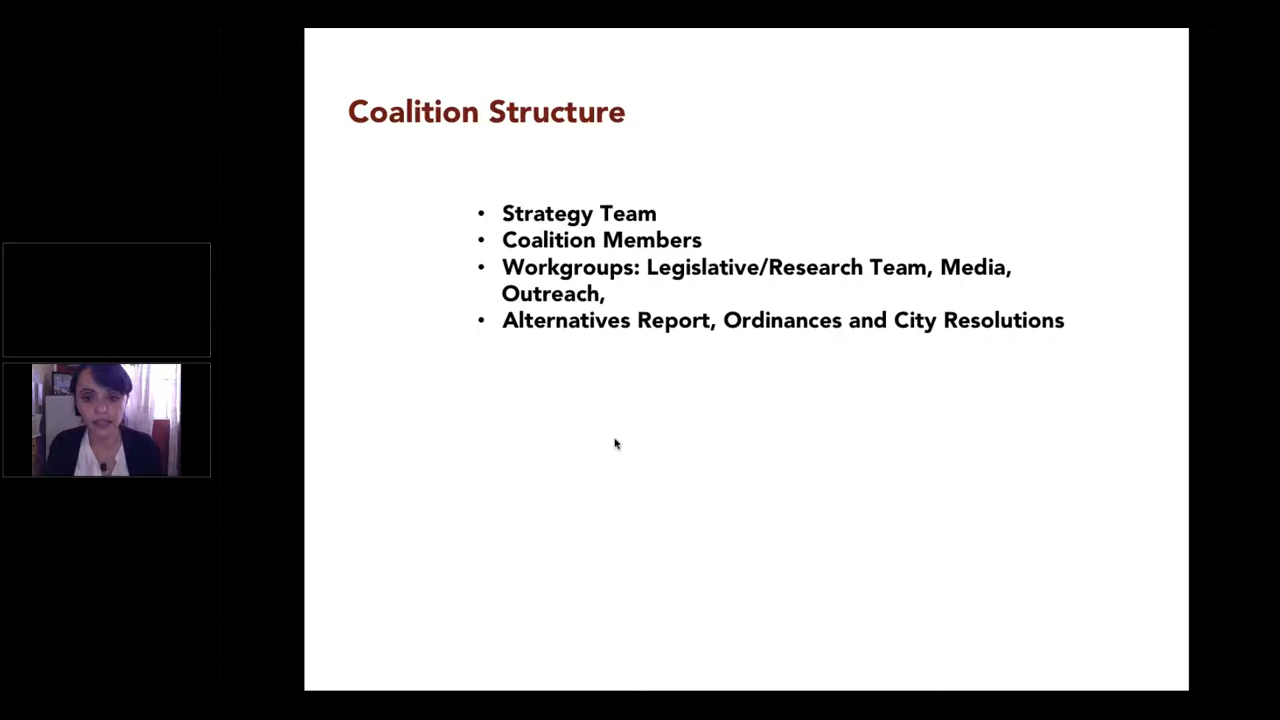 Coalition Structure
• Strategy Team
• Coalition Members
• Workgroups: Legislative/Research Team, Media,
Outreach,
• Alternatives Report, Ordinances and City Resolutions